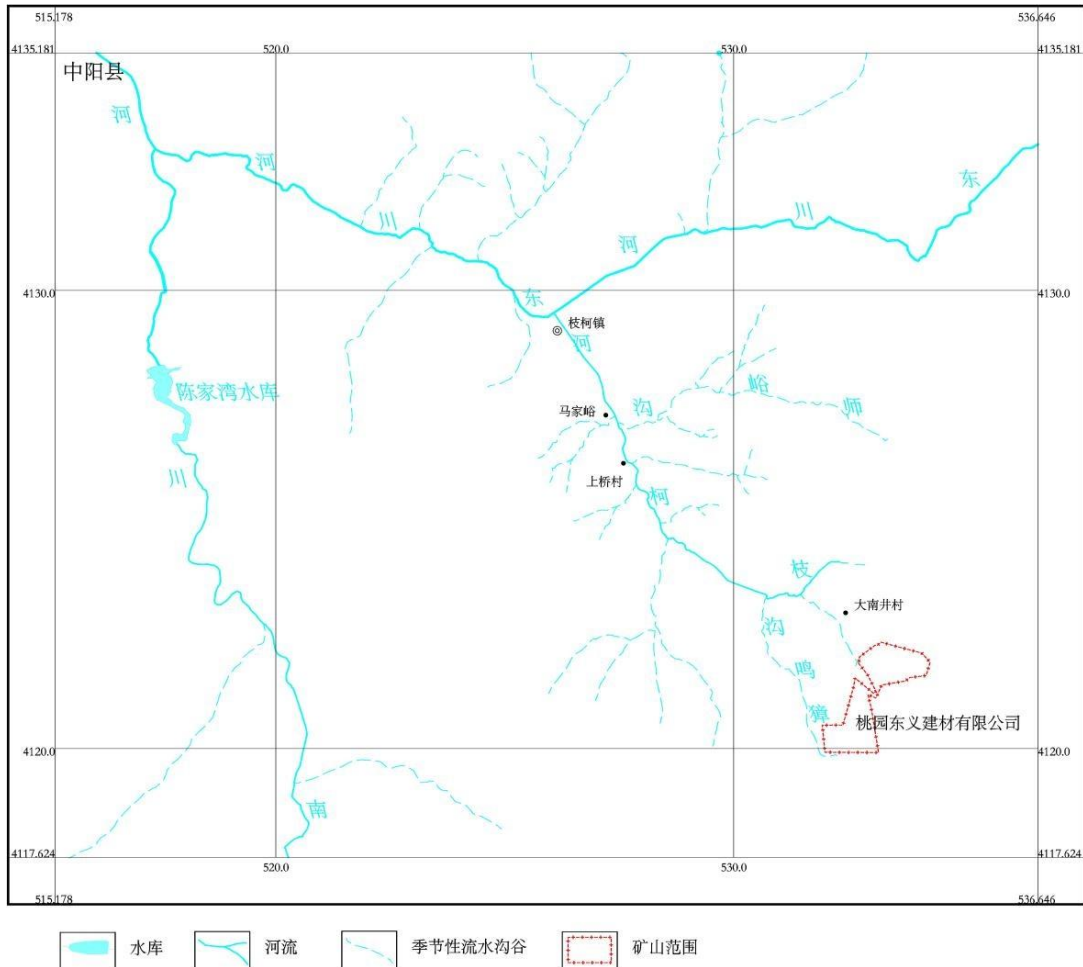 515.178
536.646
4135.181
520.0
530.0
4135.181
中阳县
河
河
川
东
川
河
4130.0
东
4130.0
枝柯镇
河
陈家湾水库
马家峪
沟
峪
师
川
上桥村
柯
枝
大南井村
沟
鸣
獐
桃园东义建材有限公司
4120.0
4120.0
南
4117.624
520.0
530.0
4117.624
515.178
536.646
水库
河流
季节性流水沟谷
矿山范围